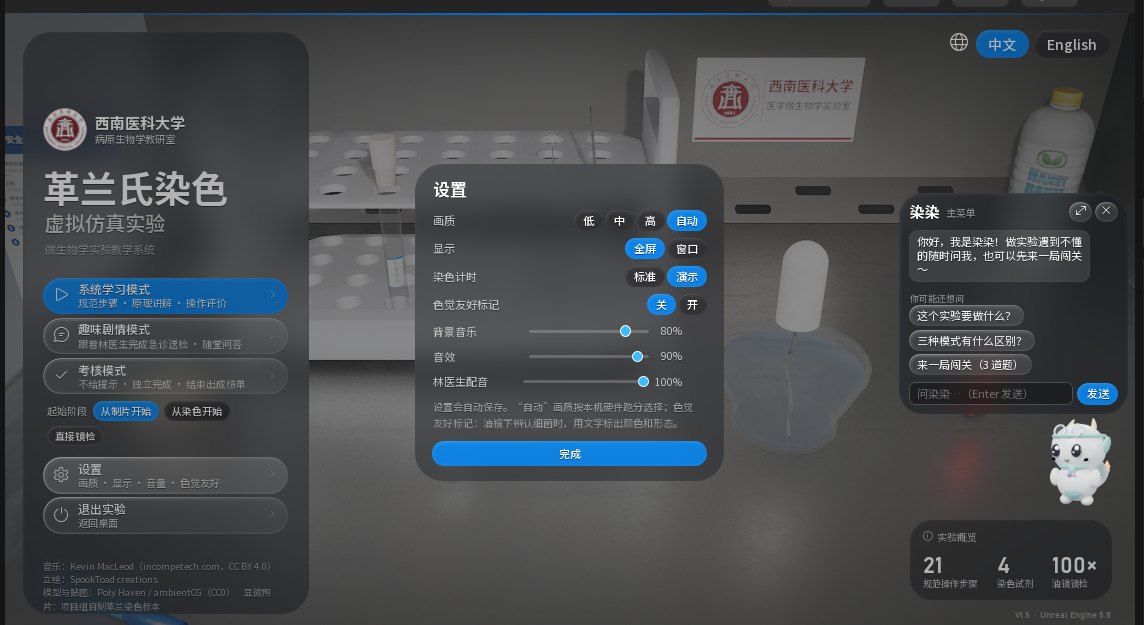 中文
English
西南医科大学
病原生物学教研室
革兰氏染色
虚拟仿真实验
微生物学实验教学系统
系统学习模式
规范步骤 · 原理讲解 · 操作评价
趣味剧情模式
跟着林医生完成急诊送检 · 随堂问答
考核模式
不给提示 · 独立完成 · 结束出成绩单
起始阶段
从制片开始
从染色开始
直接镜检
设置
画质 · 显示 · 音量 · 色觉友好
退出实验
返回桌面
音乐：Kevin MacLeod（incompetech.com，CC BY 4.0）
立绘：SpookToad creations
模型与贴图：Poly Haven / ambientCG（CC0） 显微照
片：项目组自制革兰染色标本
西南医科大学
医学微生物学实验室
设置
画质 低 中 高 自动
显示 全屏 窗口
染色计时 标准 演示
色觉友好标记 关 开
背景音乐 80%
音效 90%
林医生配音 100%
设置会自动保存。“自动”画质按本机硬件跑分选择；色觉
友好标记：油镜下辨认细菌时，用文字标出颜色和形态。
完成
染染 主菜单
你好，我是染染！做实验遇到不懂
的随时问我，也可以先来一局闯关
～
你可能还想问
这个实验要做什么？
三种模式有什么区别？
来一局闯关（3 道题）
问染染…（Enter 发送）
发送
实验概览
21 4 100×
规范操作步骤 染色试剂 油镜镜检
V1.5 · Unreal Engine 5.8